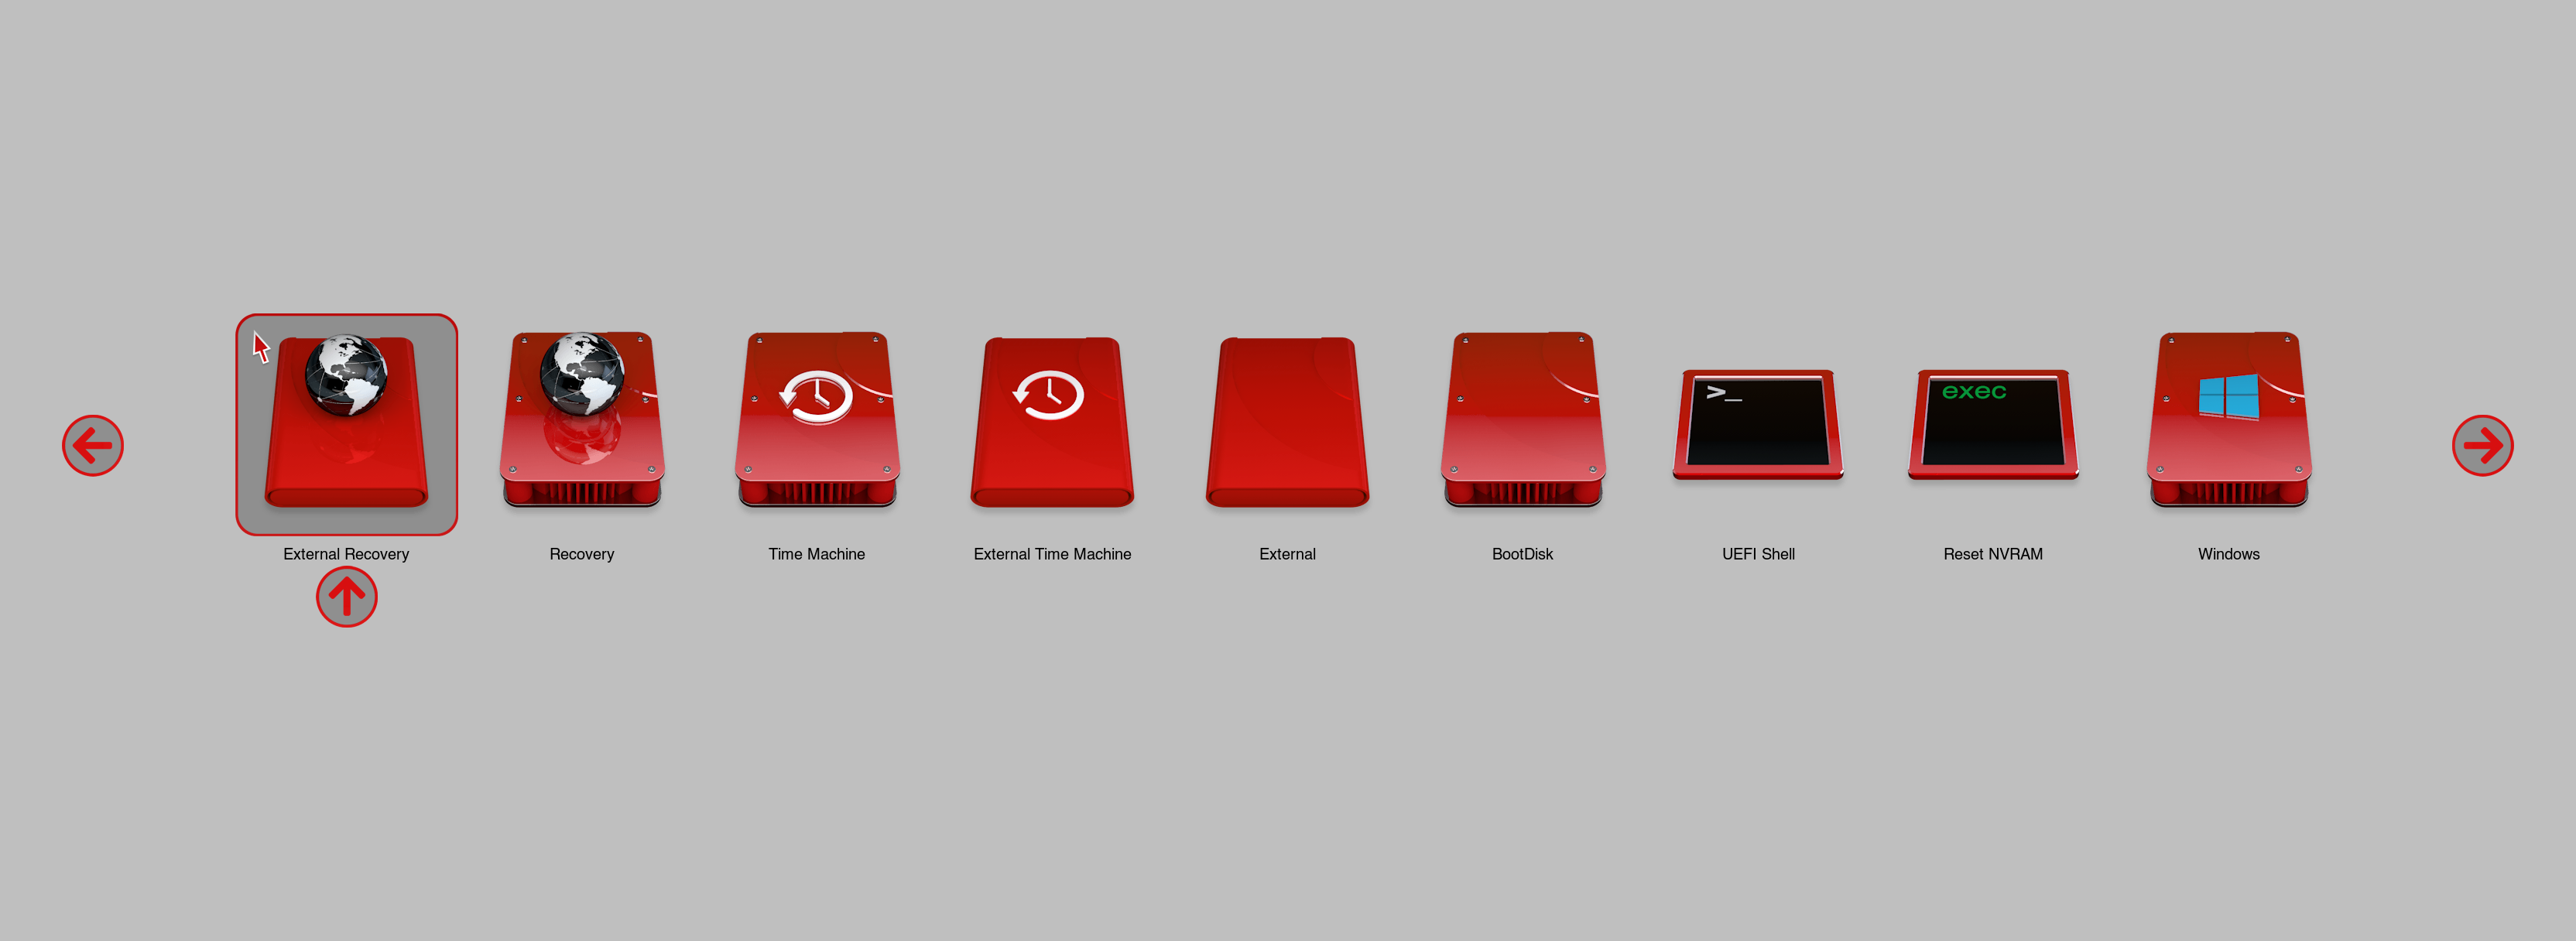 >_
exec
External Recovery
Recovery
Time Machine
External Time Machine
External
BootDisk
UEFI Shell
Reset NVRAM
Windows